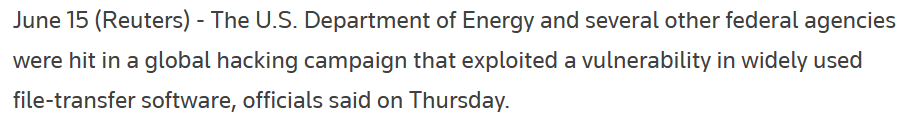 June 15 (Reuters) - The U.S. Department of Energy and several other federal agencies
were hit in a global hacking campaign that exploited a vulnerability in widely used
file-transfer software, officials said on Thursday.